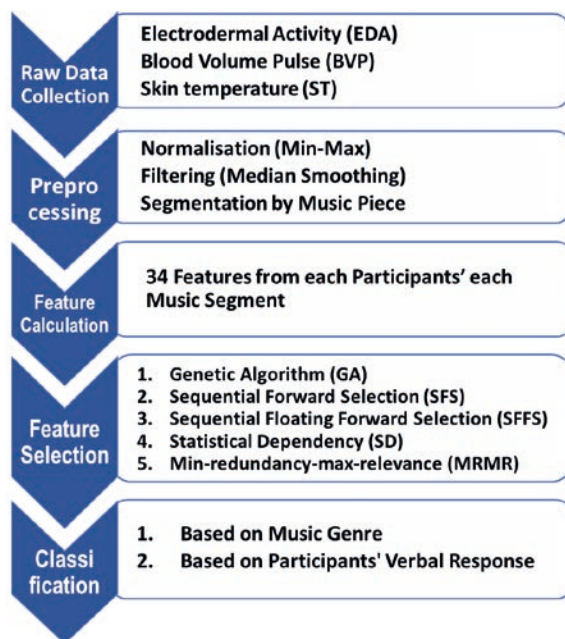 Raw Data
Collection
Electrodermal Activity (EDA)
Blood Volume Pulse (BVP)
Skin temperature (ST)
Prepro
cessing
Normalisation (Min-Max)
Filtering (Median Smoothing)
Segmentation by Music Piece
Feature
Calculation
34 Features from each Participants' each
Music Segment
Feature
Selection
1. Genetic Algorithm (GA)
2. Sequential Forward Selection (SFS)
3. Sequential Floating Forward Selection (SFFS)
4. Statistical Dependency (SD)
5. Min-redundancy-max-relevance (MRMR)
Classi
fication
1. Based on Music Genre
2. Based on Participants' Verbal Response